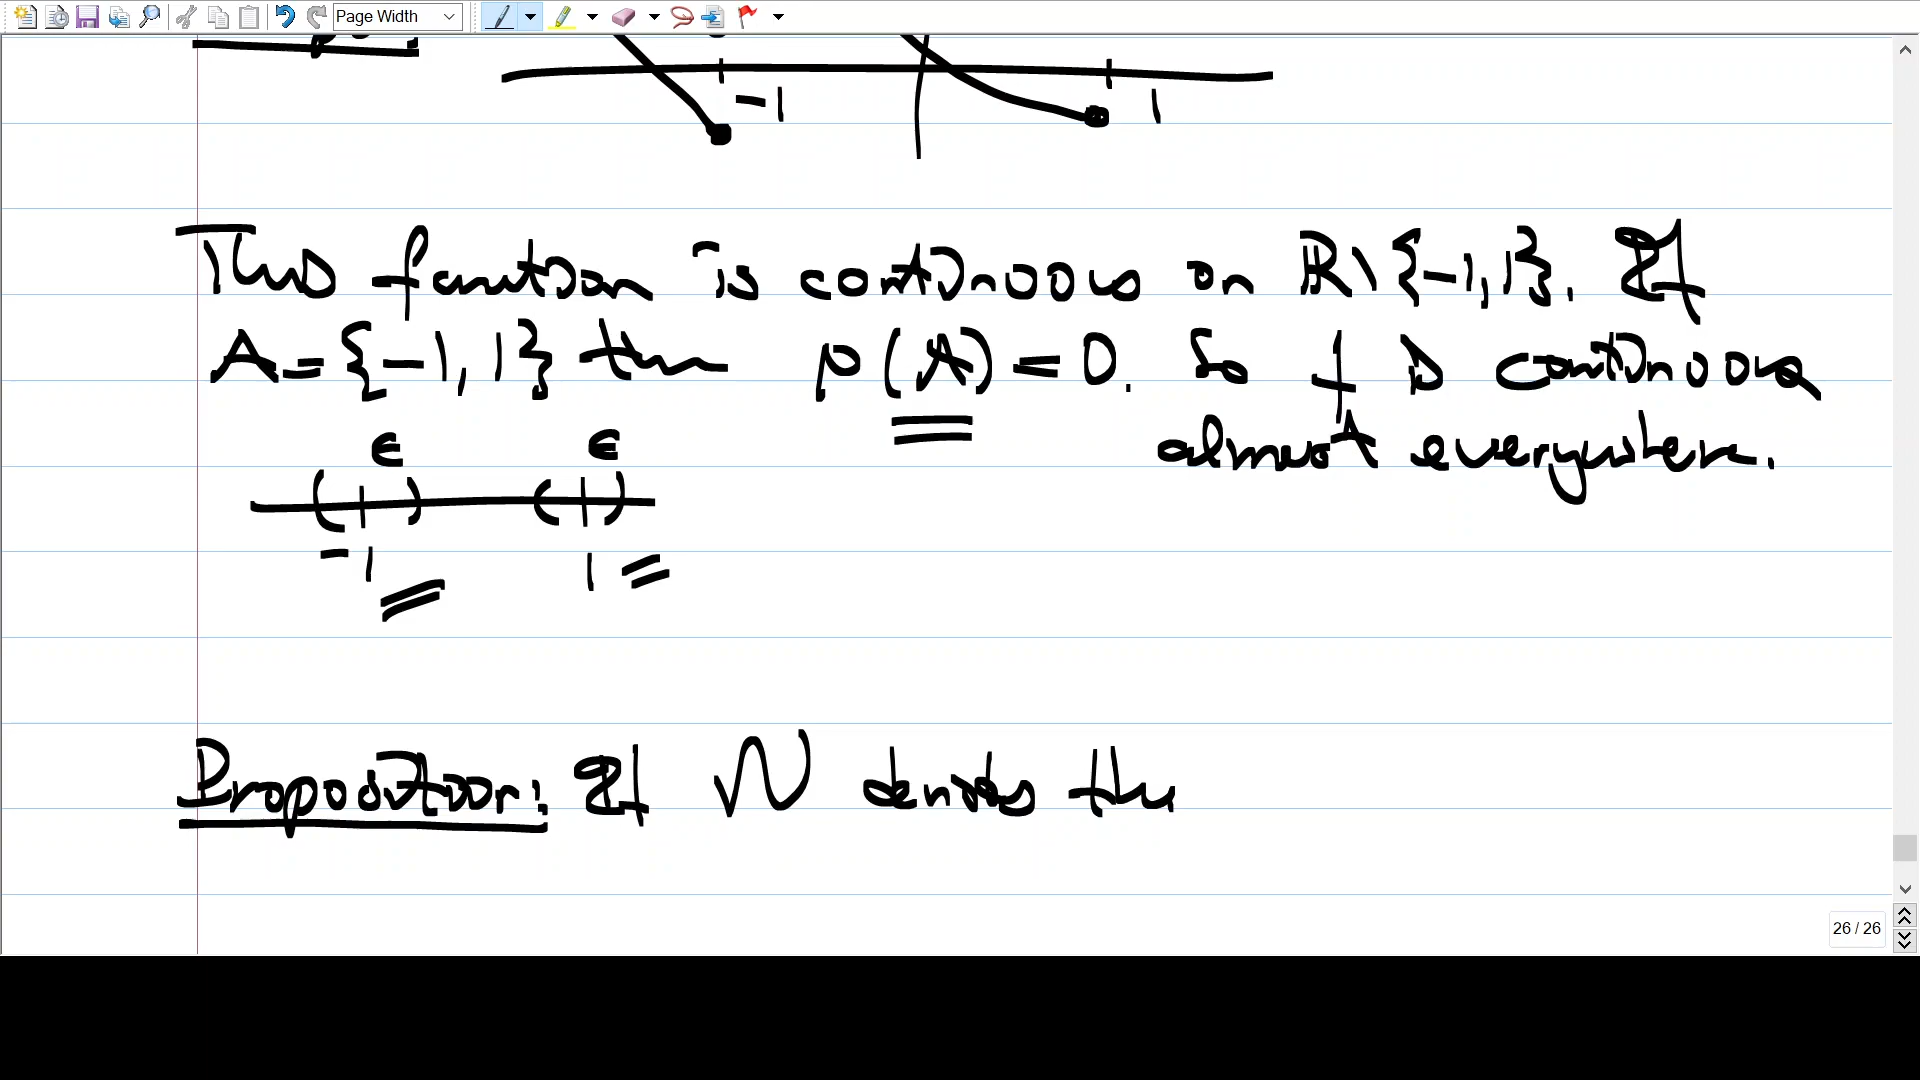 Page Width
-1 1
This function is continuous on ℝ\{-1,1}. If
A={-1,1} then μ(A)=0. So f is continuous
almost everywhere.
ϵ ϵ
( ) ( )
-1 1
Proposition: If N denotes the
26 / 26